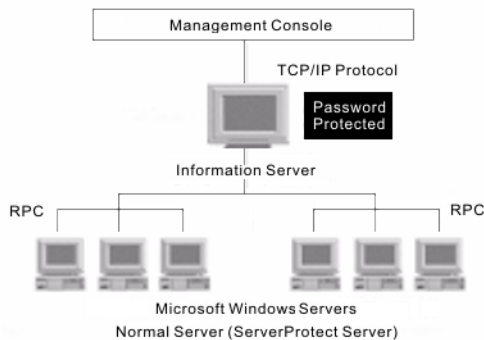 Management Console
TCP/IP Protocol
Password
Protected
Information Server
RPC
RPC
Microsoft Windows Servers
Normal Server (ServerProtect Server)